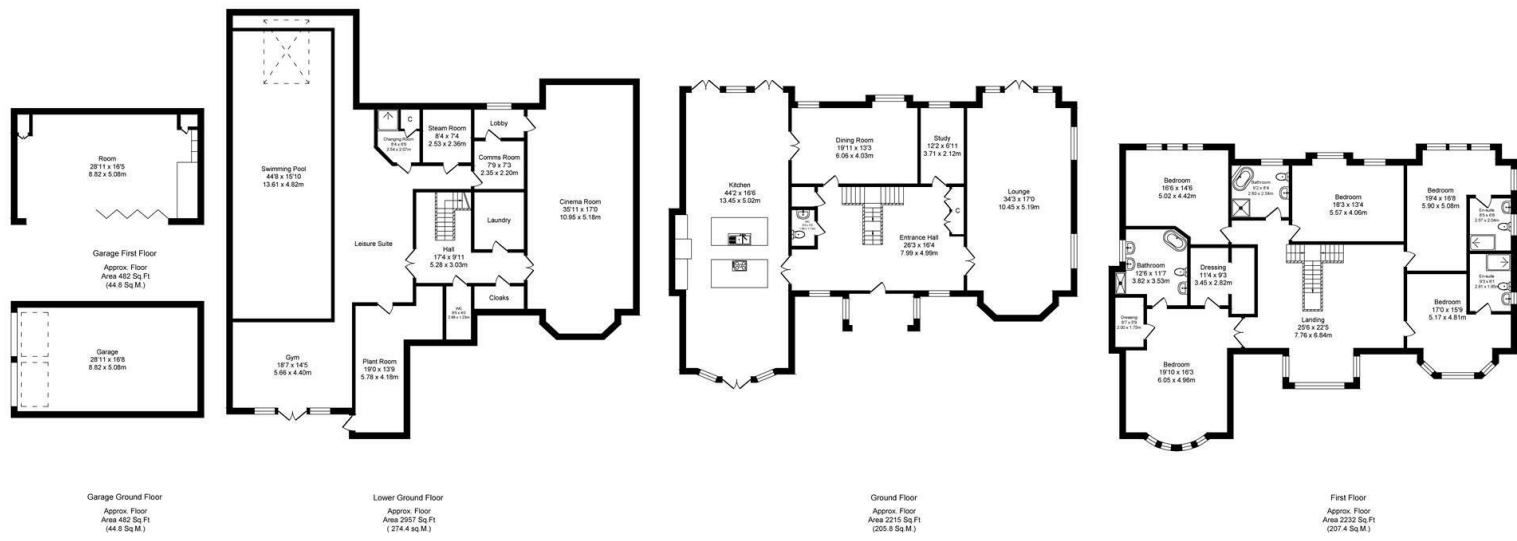 Room
28'11 x 16'5
8.82 x 5.08m
Garage First Floor
Approx. Floor
Area 482 Sq.Ft
(44.8 Sq.M.)
Garage
28'11 x 16'8
8.82 x 5.08m
Garage Ground Floor
Approx. Floor
Area 482 Sq.Ft
(44.8 Sq.M.)
Swimming Pool
44'8 x 15'10
13.61 x 4.82m
C
Changing Room
Steam Room
8'4 x 7'4
2.53 x 2.36m
Lobby
Comms Room
7'9 x 7'3
2.35 x 2.20m
Cinema Room
35'11 x 17'0
10.95 x 5.18m
Laundry
Leisure Suite
Hall
17'4 x 9'11
5.28 x 3.03m
Cloaks
WC
Gym
18'7 x 14'5
5.66 x 4.40m
Plant Room
19'0 x 13'9
5.78 x 4.18m
Lower Ground Floor
Approx. Floor
Area 2957 Sq.Ft
( 274.4 sq.M.)
Kitchen
44'2 x 16'6
13.45 x 5.02m
Dining Room
19'11 x 13'3
6.06 x 4.03m
Study
12'2 x 6'11
3.71 x 2.12m
Lounge
34'3 x 17'0
10.45 x 5.19m
C
Entrance Hall
26'3 x 16'4
7.99 x 4.99m
Ground Floor
Approx. Floor
Area 2215 Sq.Ft
(205.8 Sq.M.)
Bedroom
16'6 x 14'6
5.02 x 4.42m
Bathroom
Bedroom
18'3 x 13'4
5.57 x 4.06m
Bedroom
19'4 x 16'8
5.90 x 5.08m
En-suite
Bathroom
12'6 x 11'7
3.82 x 3.53m
Dressing
11'4 x 9'3
3.45 x 2.82m
En-suite
Dressing
Landing
25'6 x 22'5
7.76 x 6.84m
Bedroom
17'0 x 15'9
5.17 x 4.81m
Bedroom
19'10 x 16'3
6.05 x 4.96m
First Floor
Approx. Floor
Area 2232 Sq.Ft
(207.4 Sq.M.)